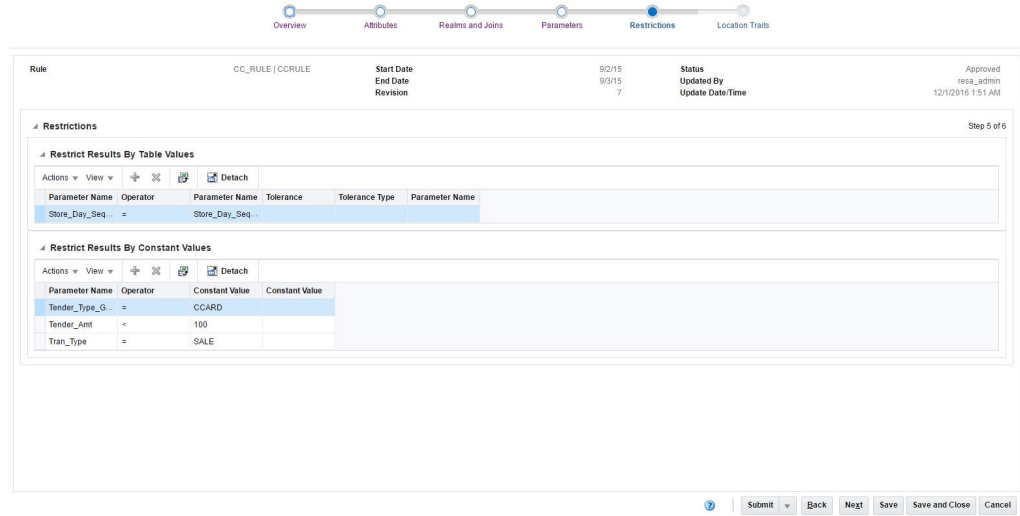 Overview Attributes Realms and Joins Parameters Restrictions Location Traits
Rule CC_RULE | CCRULE Start Date 9/2/15 Status Approved
End Date 9/3/15 Updated By resa_admin
Revision 7 Update Date/Time 12/1/2016 1:51 AM
Restrictions Step 5 of 6
Restrict Results By Table Values
Actions View Detach
Parameter Name Operator Parameter Name Tolerance Tolerance Type Parameter Name
Store_Day_Seq... = Store_Day_Seq...
Restrict Results By Constant Values
Actions View Detach
Parameter Name Operator Constant Value Constant Value
Tender_Type_G... = CCARD
Tender_Amt < 100
Tran_Type = SALE
? Submit Back Next Save Save and Close Cancel